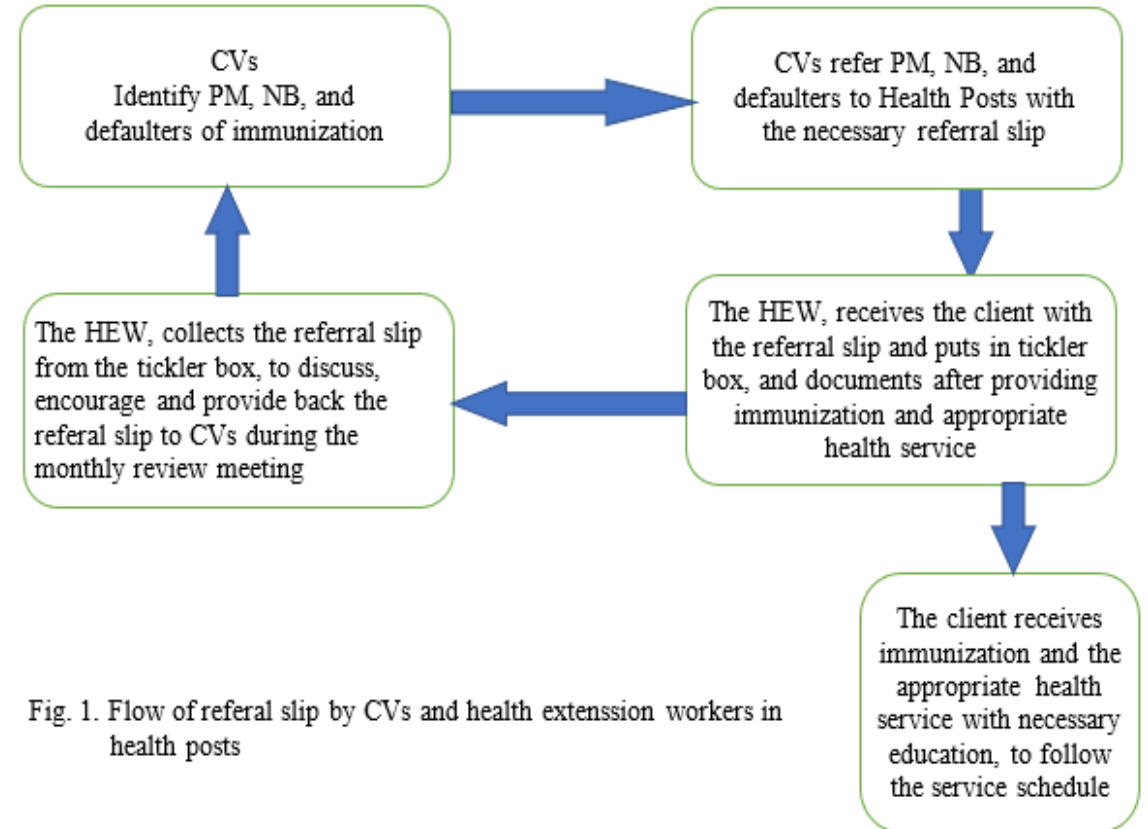 CVs
Identify PM, NB, and
defaulters of immunization
CVs refer PM, NB, and
defaulters to Health Posts with
the necessary referral slip
The HEW, receives the client with
the referral slip and puts in tickler
box, and documents after providing
immunization and appropriate
health service
The HEW, collects the referral slip
from the tickler box, to discuss,
encourage and provide back the
referal slip to CVs during the
monthly review meeting
The client receives
immunization and the
appropriate health
service with necessary
education, to follow
the service schedule
Fig. 1. Flow of referal slip by CVs and health extenssion workers in
health posts